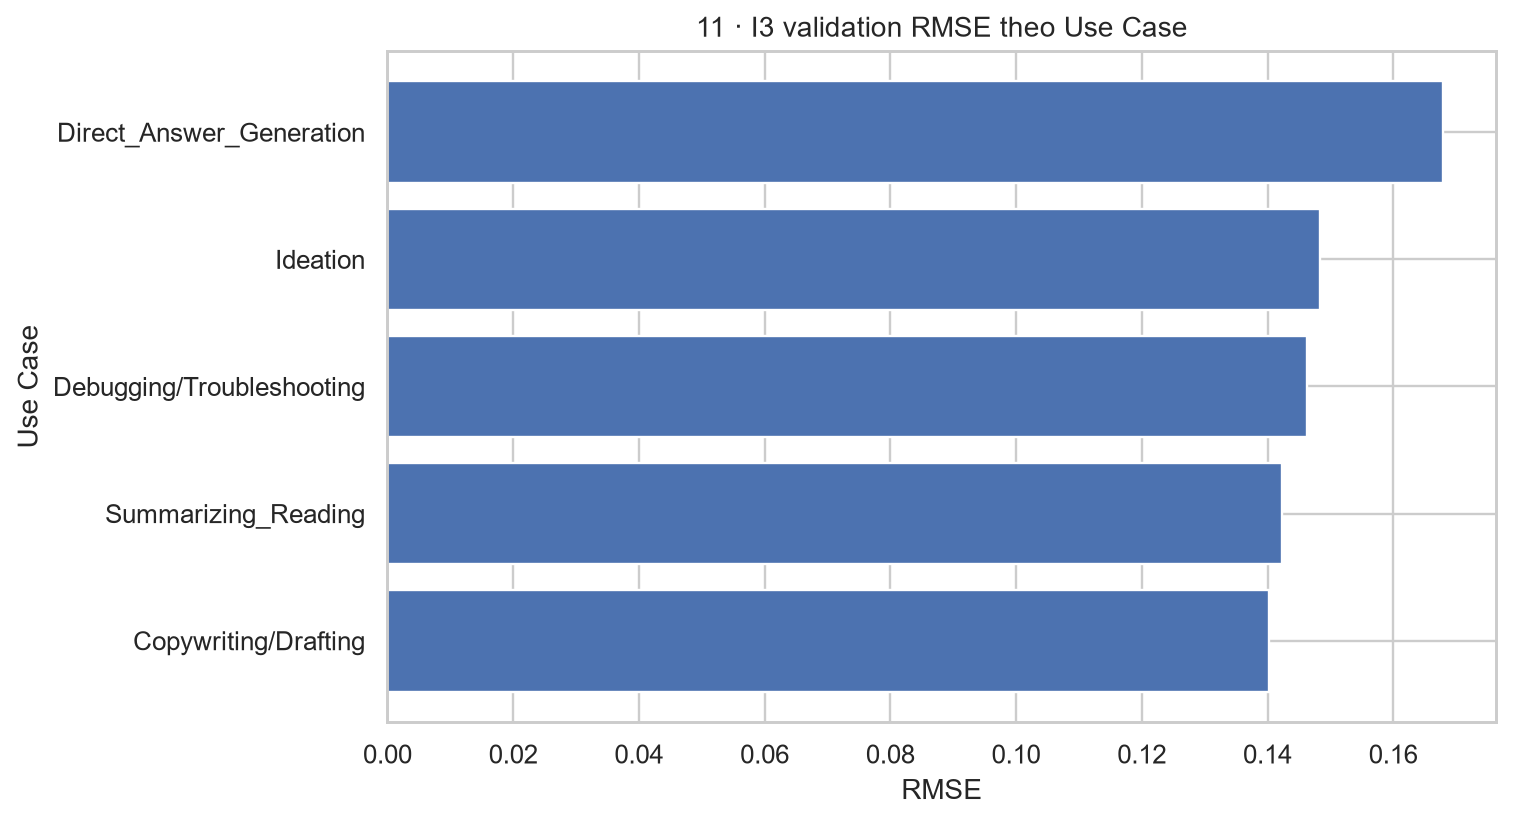 11 · I3 validation RMSE theo Use Case
Use Case
Direct_Answer_Generation
Ideation
Debugging/Troubleshooting
Summarizing_Reading
Copywriting/Drafting
0.00 0.02 0.04 0.06 0.08 0.10 0.12 0.14 0.16
RMSE